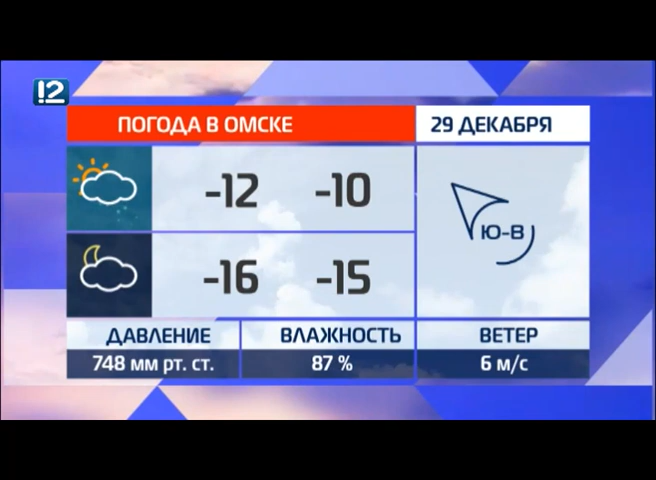 12
ПОГОДА В ОМСКЕ
29 ДЕКАБРЯ
-12 -10
Ю-В
-16 -15
ДАВЛЕНИЕ
ВЛАЖНОСТЬ
ВЕТЕР
748 мм рт. ст.
87 %
6 м/с